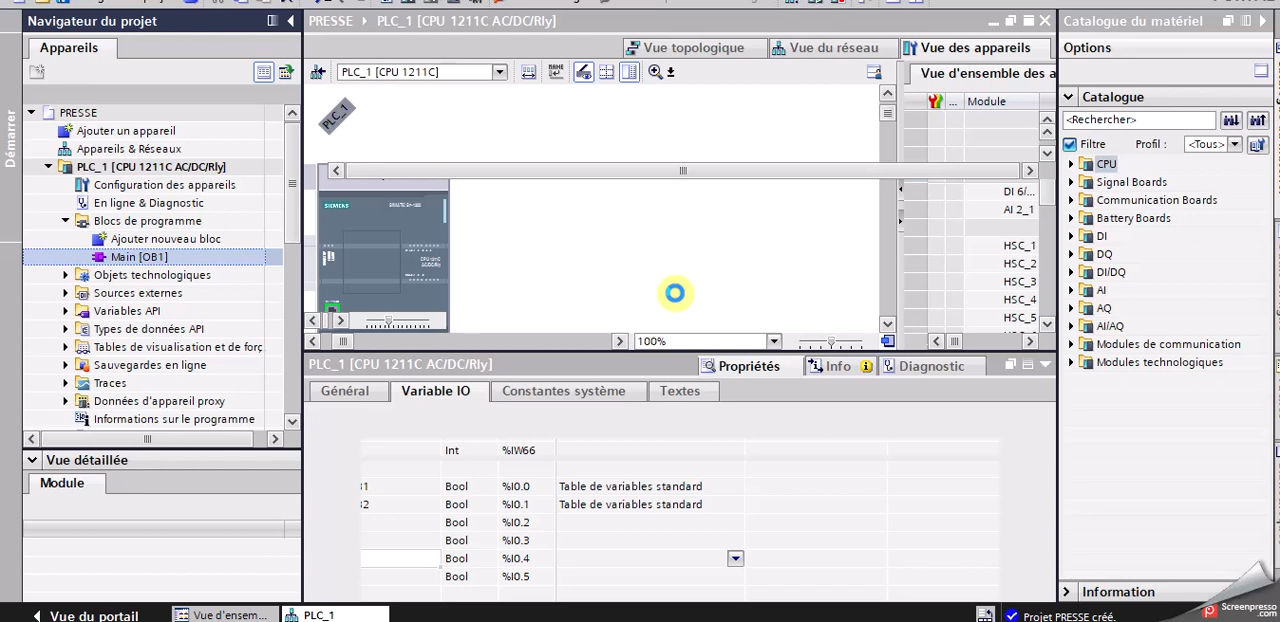 Navigateur du projet
PRESSE PLC_1 [CPU 1211C AC/DC/Rly]
Catalogue du matériel
Appareils
Vue topologique
Vue du réseau
Vue des appareils
Options
PLC_1 [CPU 1211C]
Vue d'ensemble des a
... Module
Catalogue
PLC_1
<Rechercher>
Filtre
Profil :
<Tous>
Démarrer
PRESSE
Ajouter un appareil
Appareils & Réseaux
PLC_1 [CPU 1211C AC/DC/Rly]
Configuration des appareils
En ligne & Diagnostic
Blocs de programme
Ajouter nouveau bloc
Main [OB1]
Objets technologiques
Sources externes
Variables API
Types de données API
Tables de visualisation et de forç
Sauvegardes en ligne
Traces
Données d'appareil proxy
Informations sur le programme
SIEMENS
DI 6/...
AI 2_1
HSC_1
HSC_2
HSC_3
HSC_4
HSC_5
100%
CPU
Signal Boards
Communication Boards
Battery Boards
DI
DQ
DI/DQ
AI
AQ
AI/AQ
Modules de communication
Modules technologiques
Vue détaillée
Module
PLC_1 [CPU 1211C AC/DC/Rly]
Propriétés
Info
Diagnostic
Général
Variable IO
Constantes système
Textes
Int %IW66
31 Bool %I0.0 Table de variables standard
32 Bool %I0.1 Table de variables standard
Bool %I0.2
Bool %I0.3
Bool %I0.4
Bool %I0.5
Information
Vue du portail
Vue d'ensem...
PLC_1
Projet PRESSE créé.
Screenpresso
.com